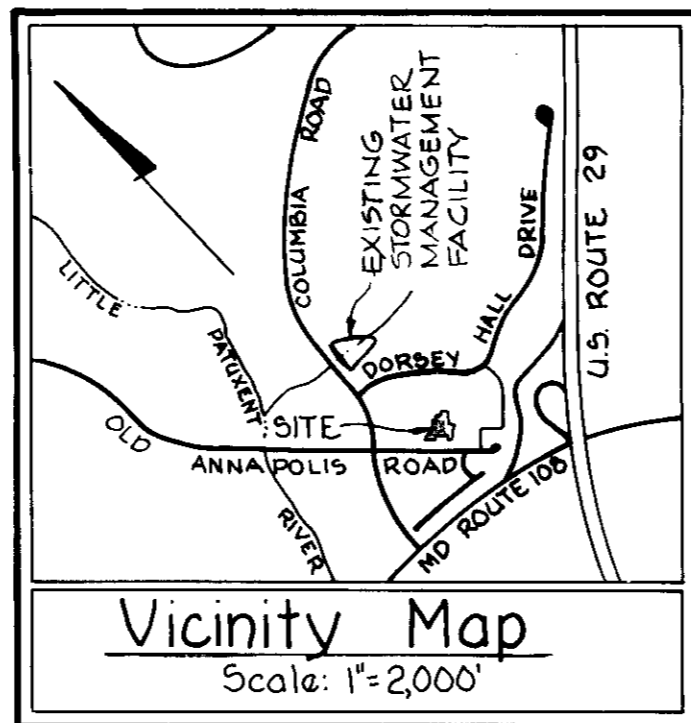 COLUMBIA ROAD
EXISTING
STORMWATER
MANAGEMENT
FACILITY
DORSEY HALL DRIVE
U.S. ROUTE 29
LITTLE PATUXENT RIVER
SITE
OLD ANNAPOLIS ROAD
MD ROUTE 108
Vicinity Map
Scale: 1"=2,000'